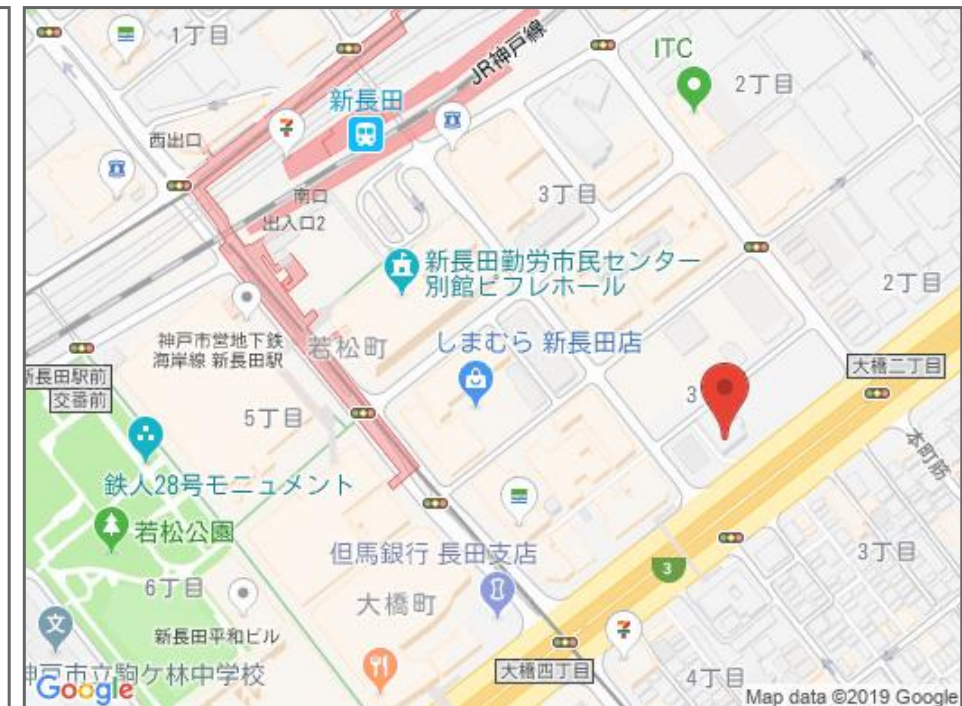 1丁目
JR神戸線
ITC
2丁目
新長田
西出口
南口
出入口2
3丁目
新長田勤労市民センター
別館ピフレホール
2丁目
神戸市営地下鉄
海岸線 新長田駅
若松町
しまむら 新長田店
大橋二丁目
新長田駅前
交番前
5丁目
3
本町筋
鉄人28号モニュメント
若松公園
但馬銀行 長田支店
3
3丁目
6丁目
大橋町
新長田平和ビル
神戸市立駒ケ林中学校
大橋四丁目
4丁目
Google
Map data ©2019 Google